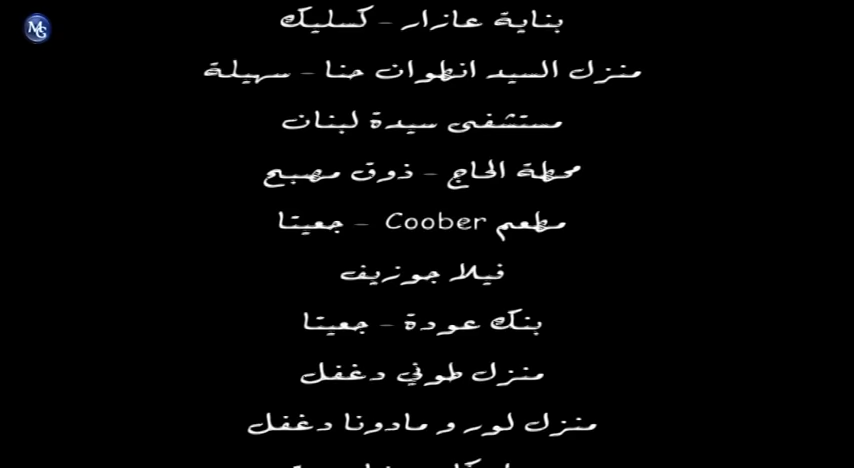 MG
بناية عازار - كسليك
منزل السيد انطوان حنا - سهيلة
مستشفى سيدة لبنان
محطة الحاج - ذوق مصبح
مطعم Coober - جعيتا
فيلا جوزيف
بنك عودة - جعيتا
منزل طوني دغفل
منزل لور و مادونا دغفل